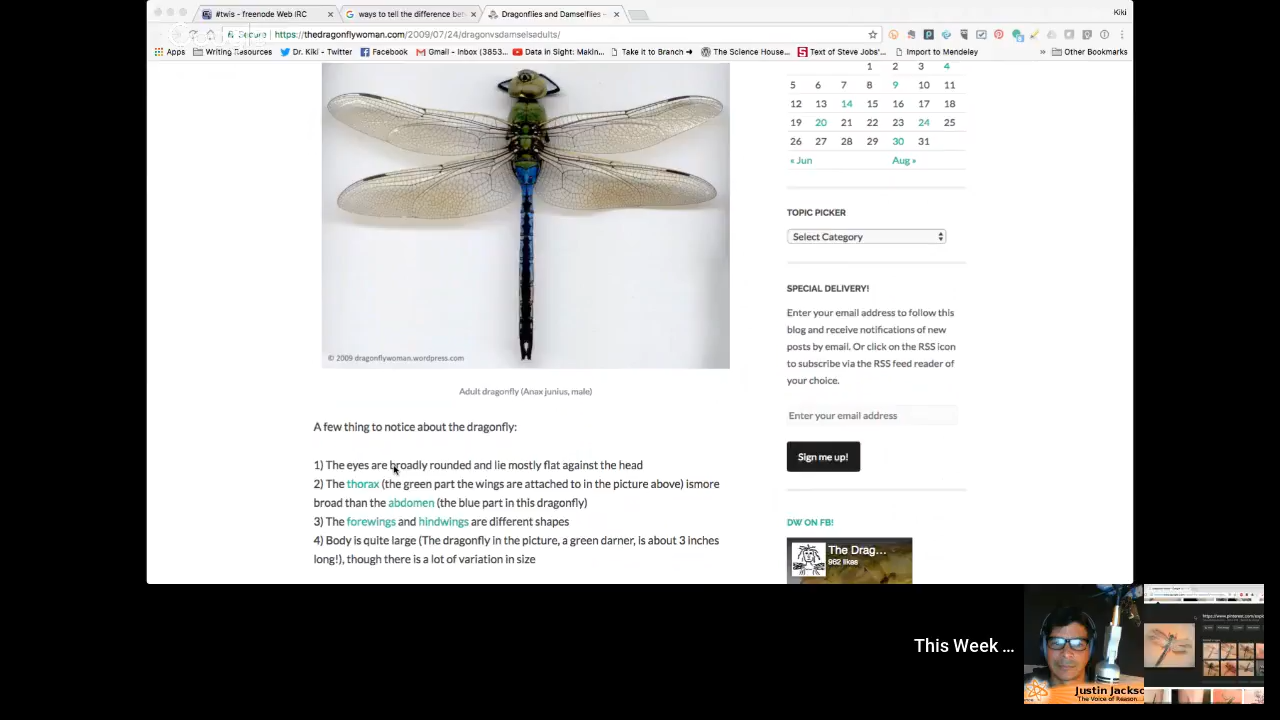 #twis - freenode Web IRC
ways to tell the difference be
Dragonflies and Damselflies –
Kiki
Secure
https://thedragonflywoman.com/2009/07/24/dragonvsdamselsadults/
Apps
Writing Resources
Dr. Kiki - Twitter
Facebook
Gmail - Inbox (3853...
Data in Sight: Makin...
Take it to Branch →
The Science House...
Text of Steve Jobs'...
Import to Mendeley
»
Other Bookmarks
1 2 3 4
5 6 7 8 9 10 11
12 13 14 15 16 17 18
19 20 21 22 23 24 25
26 27 28 29 30 31
« Jun Aug »
TOPIC PICKER
Select Category
SPECIAL DELIVERY!
Enter your email address to follow this
blog and receive notifications of new
posts by email. Or click on the RSS icon
to subscribe via the RSS feed reader of
your choice.
Enter your email address
Sign me up!
DW ON FB!
The Drag...
962 likes
© 2009 dragonflywoman.wordpress.com
Adult dragonfly (Anax junius, male)
A few thing to notice about the dragonfly:
1) The eyes are broadly rounded and lie mostly flat against the head
2) The thorax (the green part the wings are attached to in the picture above) ismore
broad than the abdomen (the blue part in this dragonfly)
3) The forewings and hindwings are different shapes
4) Body is quite large (The dragonfly in the picture, a green darner, is about 3 inches
long!), though there is a lot of variation in size
This Week ...
Justin Jackso
The Voice of Reason...